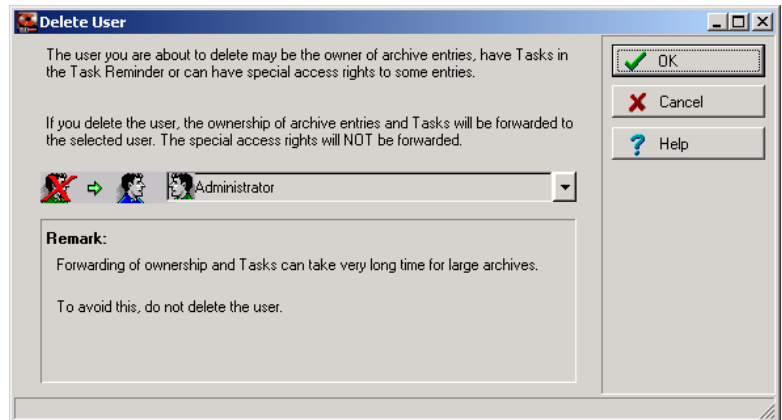 Delete User
The user you are about to delete may be the owner of archive entries, have Tasks in
the Task Reminder or can have special access rights to some entries.
If you delete the user, the ownership of archive entries and Tasks will be forwarded to
the selected user. The special access rights will NOT be forwarded.
Administrator
Remark:
Forwarding of ownership and Tasks can take very long time for large archives.
To avoid this, do not delete the user.
OK
Cancel
Help